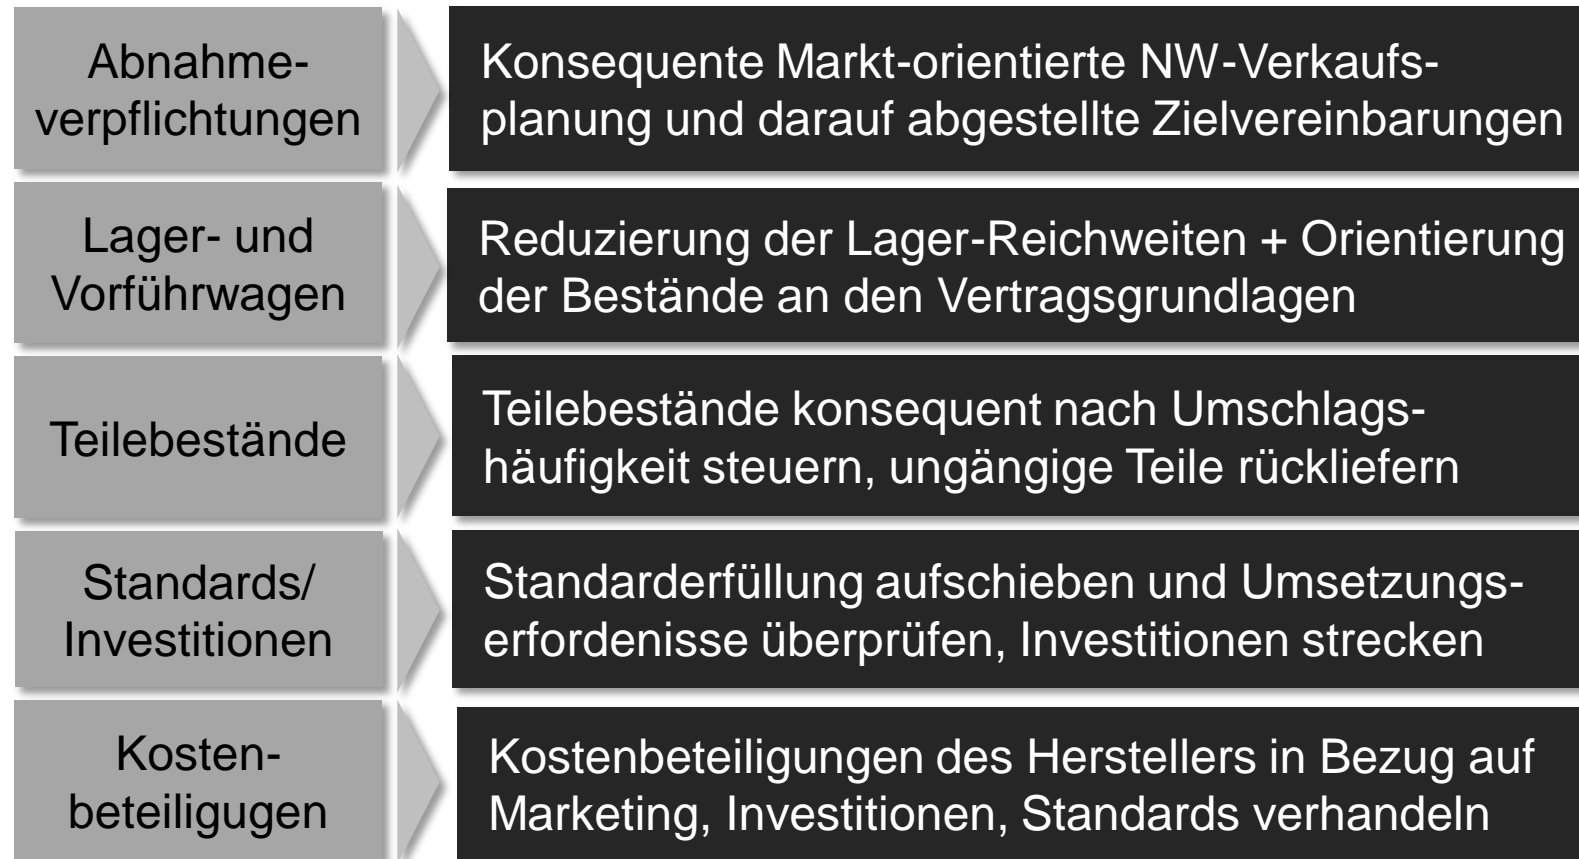 Abnahme-
verpflichtungen
Konsequente Markt-orientierte NW-Verkaufs-
planung und darauf abgestellte Zielvereinbarungen
Lager- und
Vorführwagen
Reduzierung der Lager-Reichweiten + Orientierung
der Bestände an den Vertragsgrundlagen
Teilebestände
Teilebestände konsequent nach Umschlags-
häufigkeit steuern, ungängige Teile rückliefern
Standards/
Investitionen
Standarderfüllung aufschieben und Umsetzungs-
erfordenisse überprüfen, Investitionen strecken
Kosten-
beteiligugen
Kostenbeteiligungen des Herstellers in Bezug auf
Marketing, Investitionen, Standards verhandeln